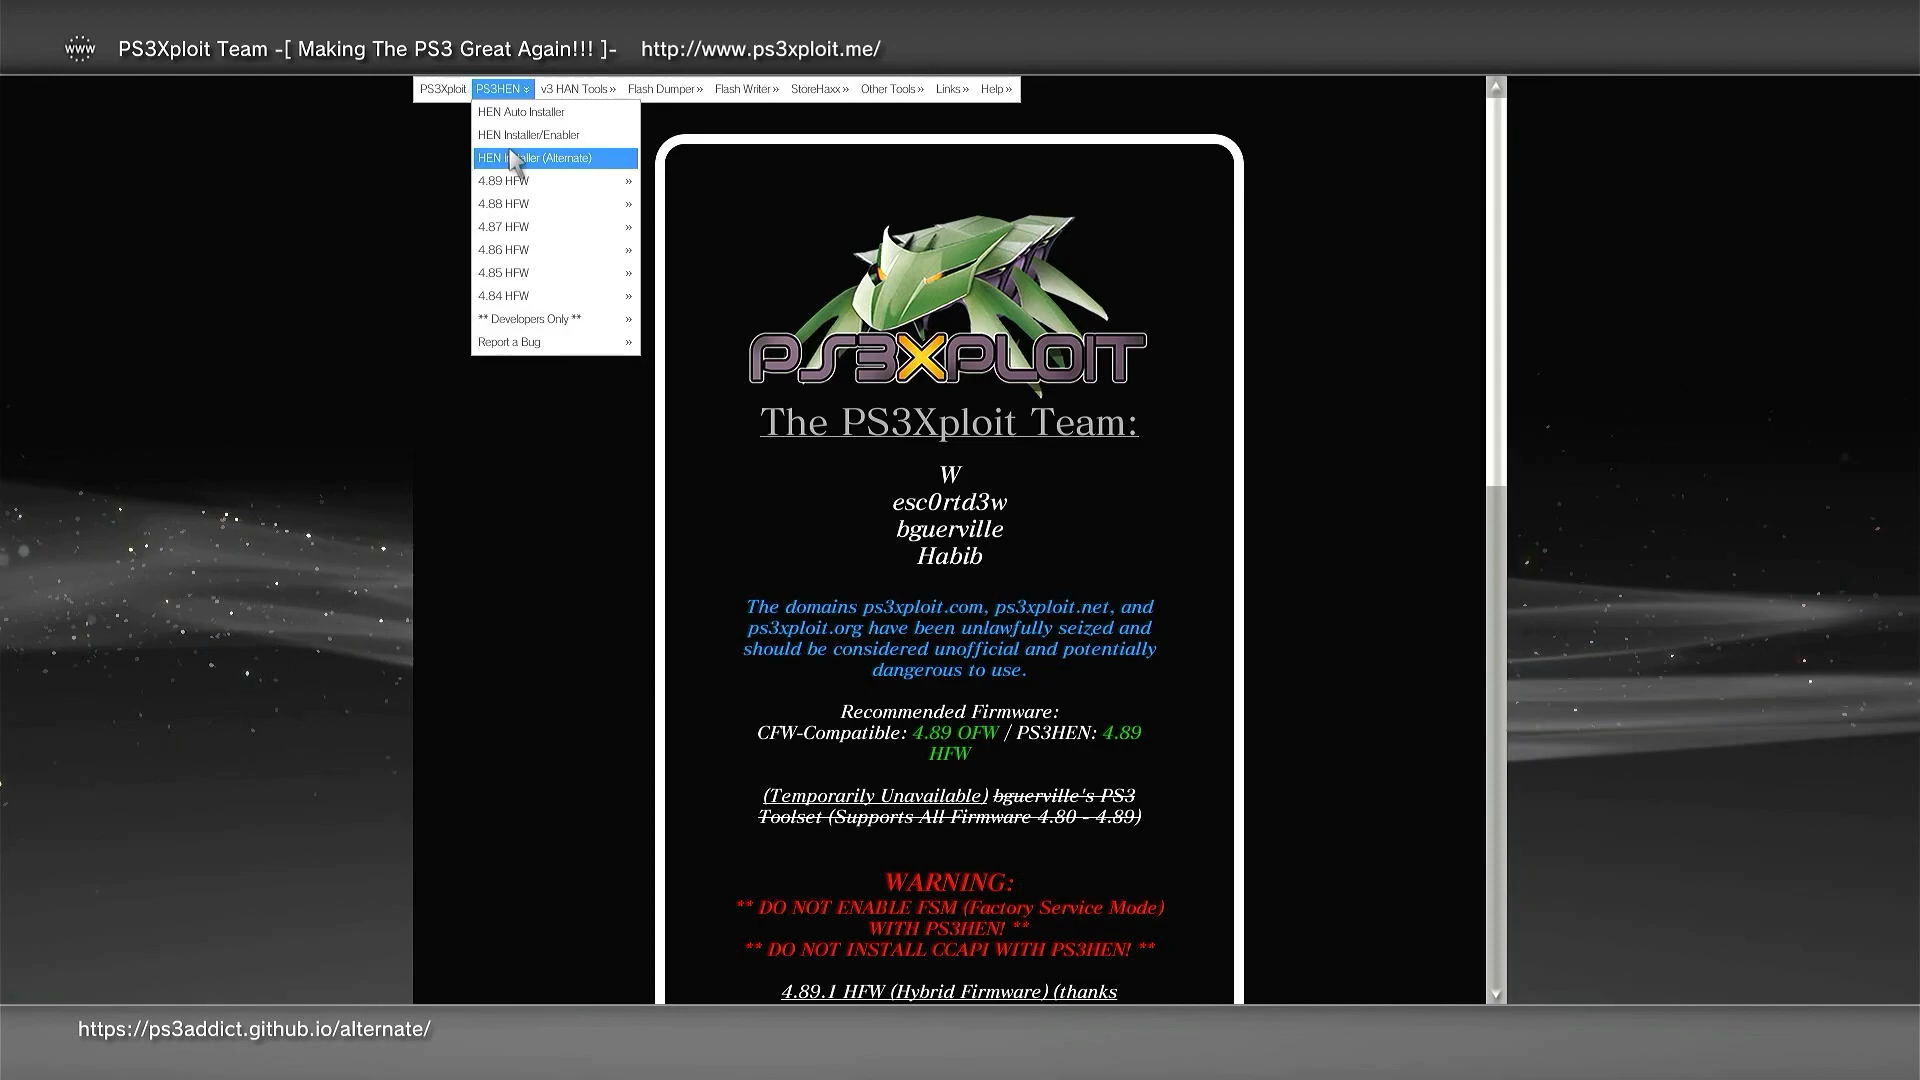 www PS3Xploit Team -[ Making The PS3 Great Again!!! ]- http://www.ps3xploit.me/
PS3Xploit PS3HEN » v3 HAN Tools » Flash Dumper » Flash Writer » StoreHaxx » Other Tools » Links » Help »
HEN Auto Installer
HEN Installer/Enabler
HEN Installer (Alternate)
4.89 HFW »
4.88 HFW »
4.87 HFW »
4.86 HFW »
4.85 HFW »
4.84 HFW »
** Developers Only ** »
Report a Bug »
PS3XPLOIT
The PS3Xploit Team:
W
esc0rtd3w
bguerville
Habib
The domains ps3xploit.com, ps3xploit.net, and
ps3xploit.org have been unlawfully seized and
should be considered unofficial and potentially
dangerous to use.
Recommended Firmware:
CFW-Compatible: 4.89 OFW / PS3HEN: 4.89
HFW
(Temporarily Unavailable) bguerville's PS3
Toolset (Supports All Firmware 4.80 - 4.89)
WARNING:
** DO NOT ENABLE FSM (Factory Service Mode)
WITH PS3HEN! **
** DO NOT INSTALL CCAPI WITH PS3HEN! **
4.89.1 HFW (Hybrid Firmware) (thanks
https://ps3addict.github.io/alternate/